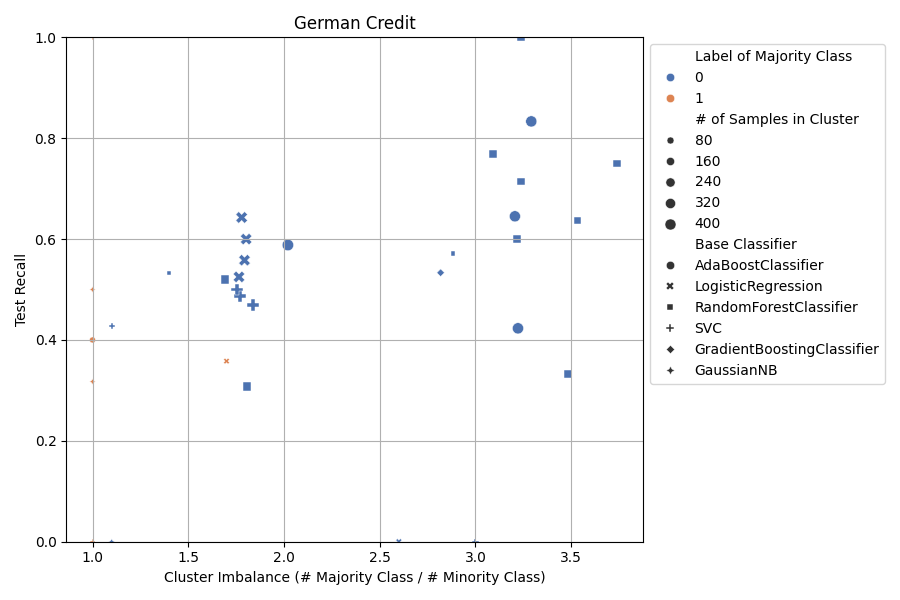 German Credit
1.0
0.8
0.6
0.4
0.2
0.0
Test Recall
1.0 1.5 2.0 2.5 3.0 3.5
Cluster Imbalance (# Majority Class / # Minority Class)
Label of Majority Class
0
1
# of Samples in Cluster
80
160
240
320
400
Base Classifier
AdaBoostClassifier
LogisticRegression
RandomForestClassifier
SVC
GradientBoostingClassifier
GaussianNB